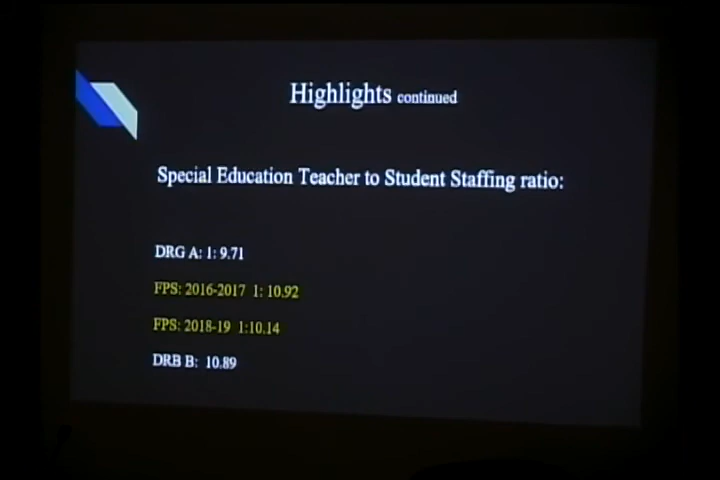 Highlights continued
Special Education Teacher to Student Staffing ratio:
DRG A: 1: 9.71
FPS: 2016-2017 1: 10.92
FPS: 2018-19 1:10.14
DRB B: 10.89